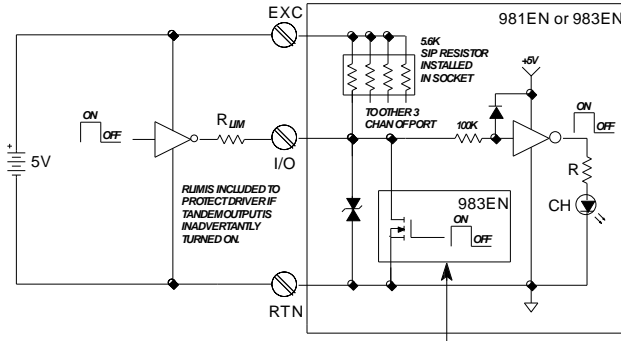 EXC
981EN or 983EN
5.6K
SIP RESISTOR
INSTALLED
IN SOCKET
+5V
ON
OFF
RLIM
TO OTHER 3
CHAN OF PORT
100K
ON
OFF
+
5V
I/O
R
RLIM IS INCLUDED TO
PROTECT DRIVER IF
TANDEM OUTPUT IS
INADVERTANTLY
TURNED ON.
983EN
ON
OFF
CH
RTN